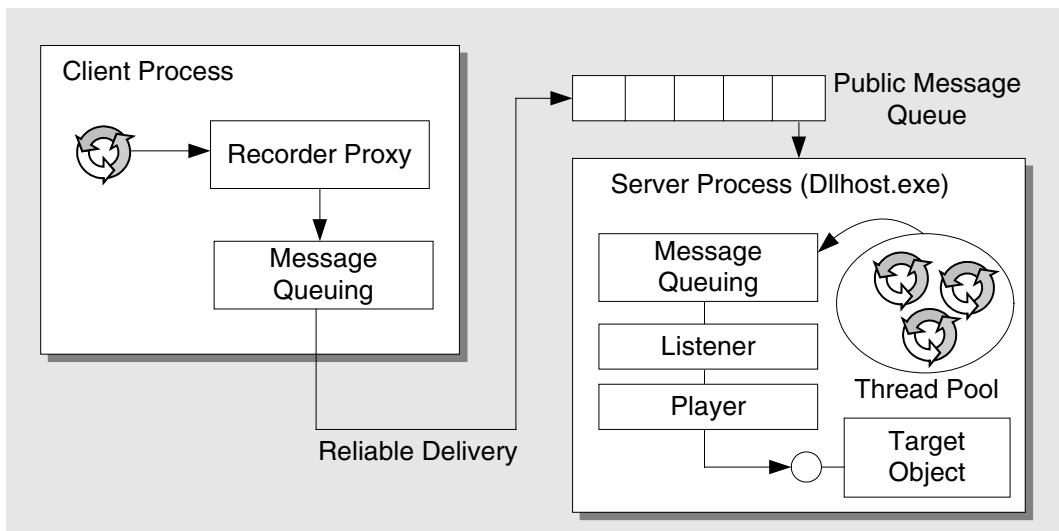 Client Process
Recorder Proxy
Message
Queuing
Reliable Delivery
Public Message
Queue
Server Process (Dllhost.exe)
Message
Queuing
Listener
Player
Thread Pool
Target
Object